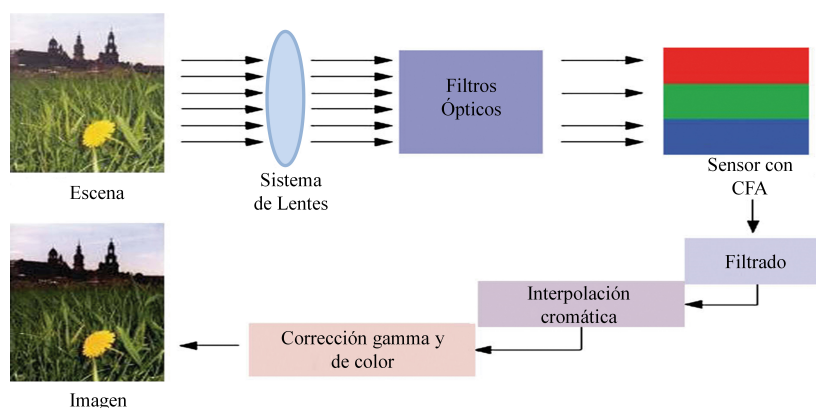 Escena
Sistema
de Lentes
Filtros
Ópticos
Sensor con
CFA
Filtrado
Interpolación
cromática
Corrección gamma y
de color
Imagen